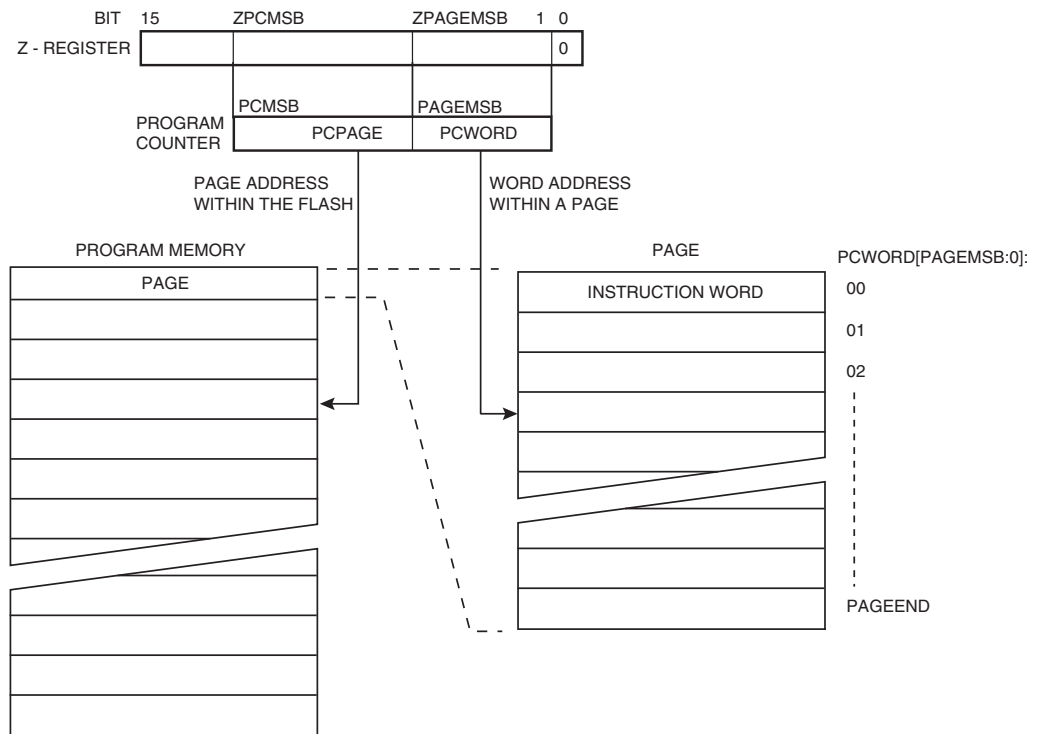 BIT 15 ZPCMSB ZPAGEMSB 1 0
Z - REGISTER 0
PCMSB PAGEMSB
PROGRAM
COUNTER
PCPAGE PCWORD
PAGE ADDRESS
WITHIN THE FLASH
WORD ADDRESS
WITHIN A PAGE
PROGRAM MEMORY
PAGE
PAGE
INSTRUCTION WORD
PCWORD[PAGEMSB:0]:
00
01
02
PAGEEND